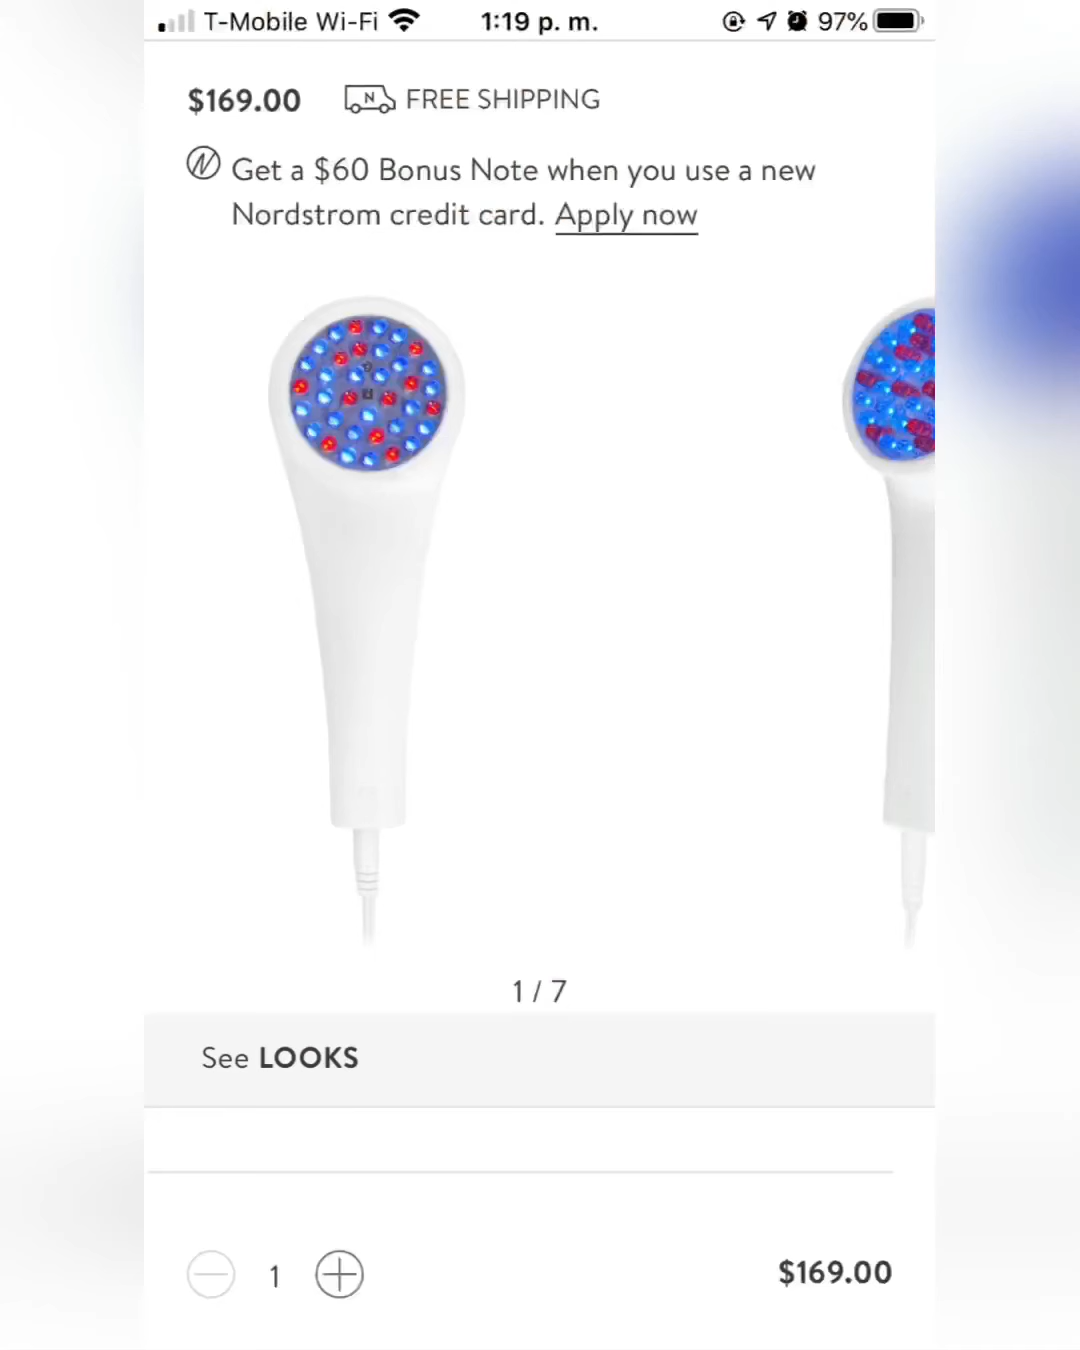 T-Mobile Wi-Fi 1:19 p. m. 97%
$169.00 N FREE SHIPPING
N Get a $60 Bonus Note when you use a new
Nordstrom credit card. Apply now
1 / 7
See LOOKS
1 $169.00